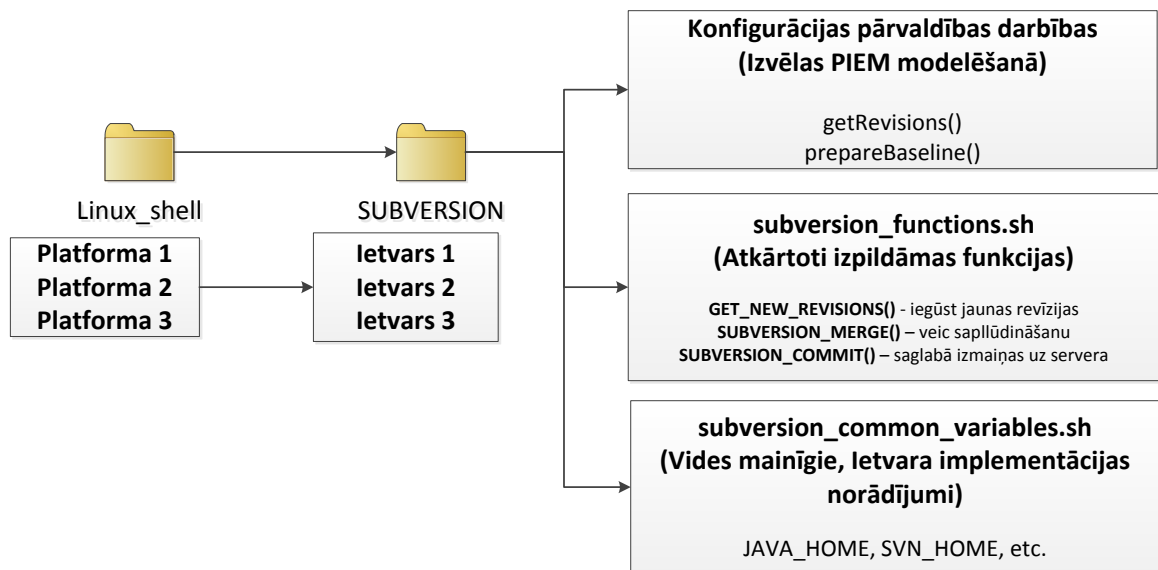 Konfigurācijas pārvaldības darbības
(Izvēlas PIEM modelēšanā)
getRevisions()
prepareBaseline()
Linux_shell
SUBVERSION
Platforma 1
Platforma 2
Platforma 3
Ietvars 1
Ietvars 2
Ietvars 3
subversion_functions.sh
(Atkārtoti izpildāmas funkcijas)
GET_NEW_REVISIONS() - iegūst jaunas revīzijas
SUBVERSION_MERGE() – veic sapllūdināšanu
SUBVERSION_COMMIT() – saglabā izmaiņas uz servera
subversion_common_variables.sh
(Vides mainīgie, Ietvara implementācijas
norādījumi)
JAVA_HOME, SVN_HOME, etc.